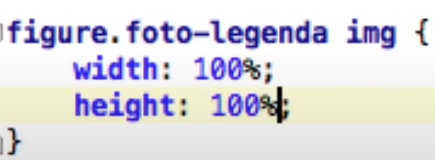 figure.foto-legenda img {
width: 100%;
height: 100%;
}